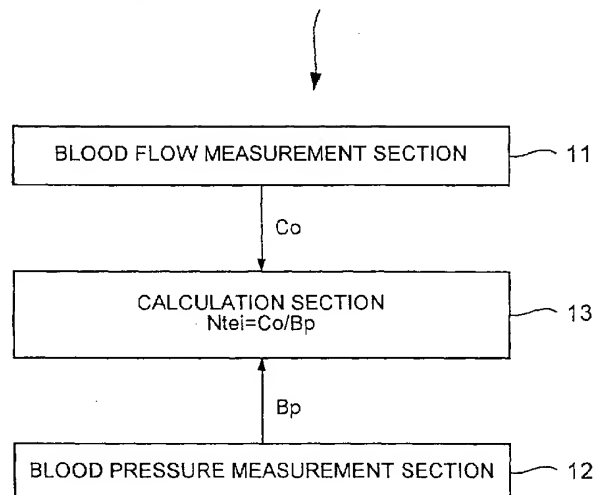 BLOOD FLOW MEASUREMENT SECTION
11
Co
CALCULATION SECTION
Ntei=Co/Bp
13
Bp
BLOOD PRESSURE MEASUREMENT SECTION
12